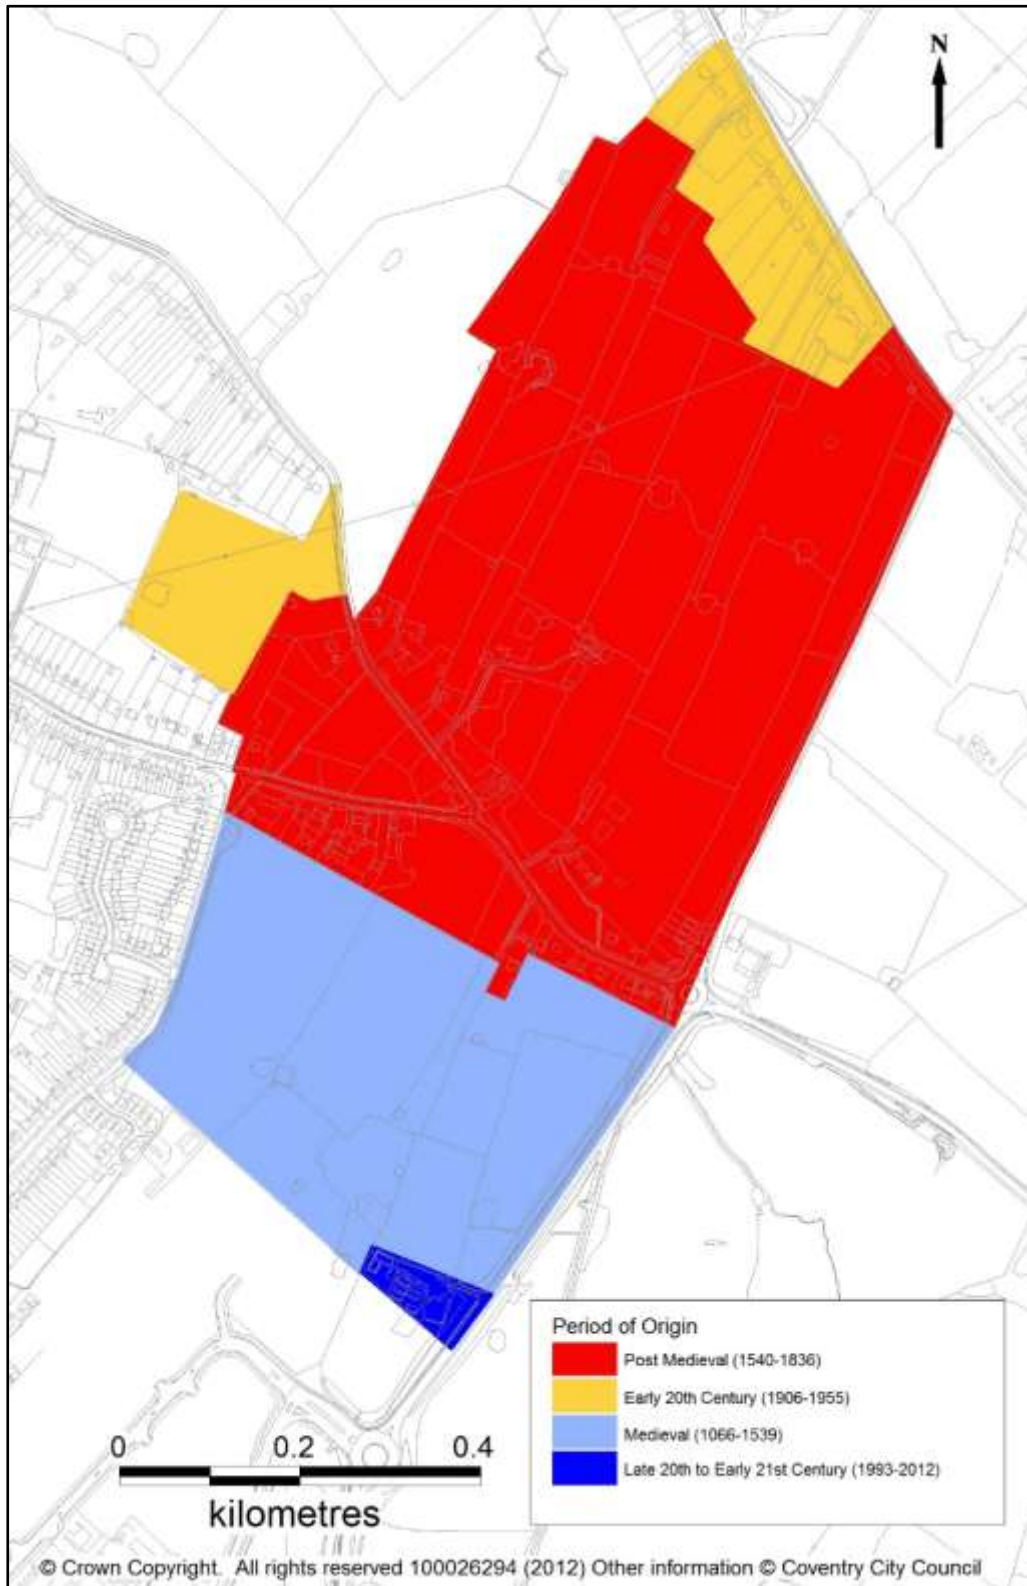 N
Period of Origin
Post Medieval (1540-1836)
Early 20th Century (1906-1955)
Medieval (1066-1539)
Late 20th to Early 21st Century (1993-2012)
0 0.2 0.4
kilometres
© Crown Copyright. All rights reserved 100026294 (2012) Other information © Coventry City Council